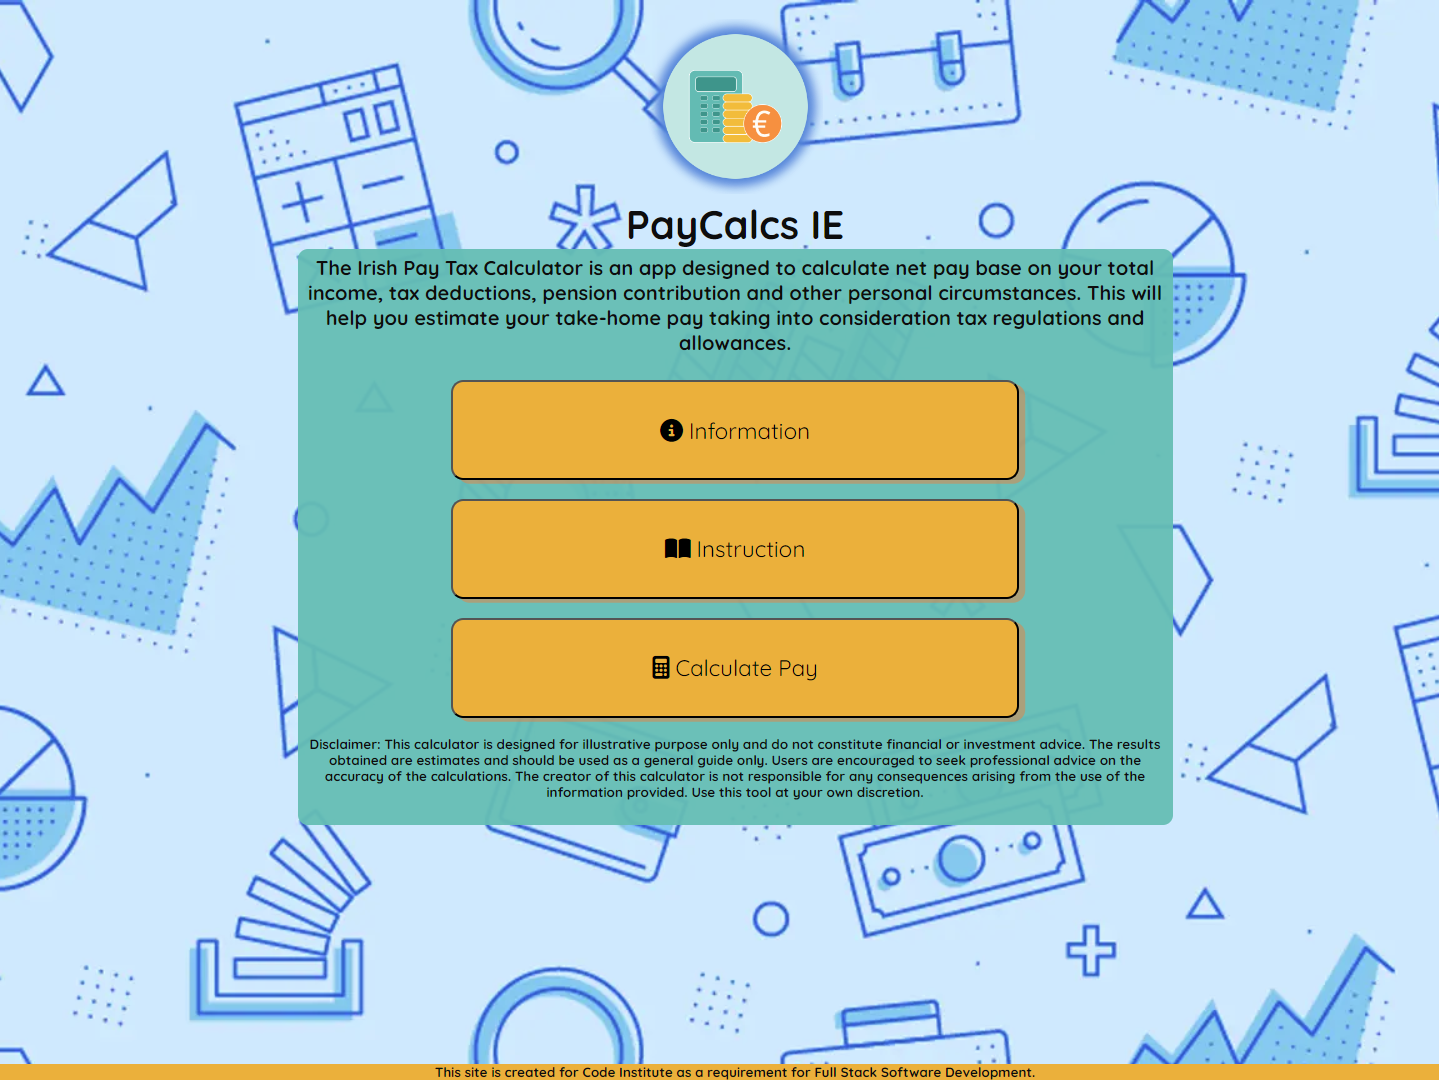 €
PayCalcs IE
The Irish Pay Tax Calculator is an app designed to calculate net pay base on your total
income, tax deductions, pension contribution and other personal circumstances. This will
help you estimate your take-home pay taking into consideration tax regulations and
allowances.
Information
Instruction
Calculate Pay
Disclaimer: This calculator is designed for illustrative purpose only and do not constitute financial or investment advice. The results
obtained are estimates and should be used as a general guide only. Users are encouraged to seek professional advice on the
accuracy of the calculations. The creator of this calculator is not responsible for any consequences arising from the use of the
information provided. Use this tool at your own discretion.
This site is created for Code Institute as a requirement for Full Stack Software Development.